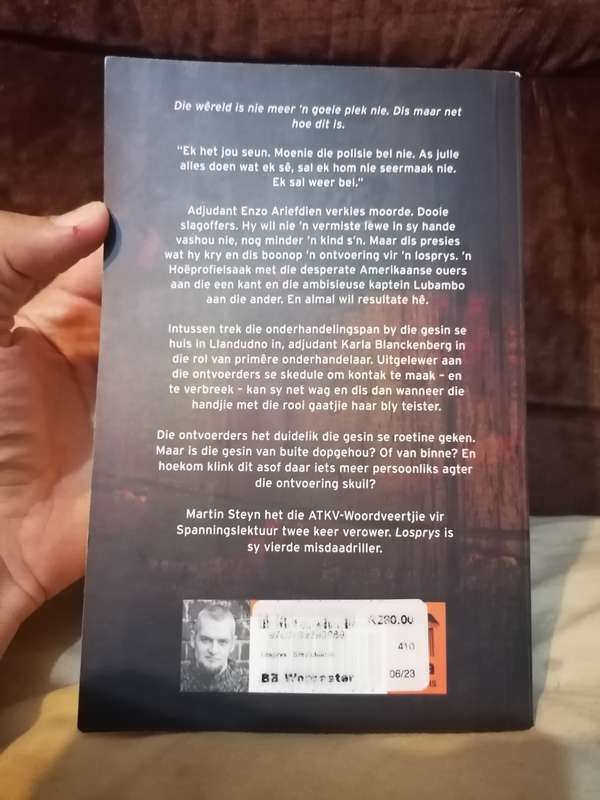 Die wêreld is nie meer 'n goeie plek nie. Dis maar net
hoe dit is.
"Ek het jou seun. Moenie die polisie bel nie. As julle
alles doen wat ek sê, sal ek hom nie seermaak nie.
Ek sal weer bel."
Adjudant Enzo Ariefdien verkies moorde. Dooie
slagoffers. Hy wil nie 'n vermiste lewe in sy hande
vashou nie, nog minder 'n kind s'n. Maar dis presies
wat hy kry en dis boonop 'n ontvoering vir 'n losprys. 'n
Hoëprofielsaak met die desperate Amerikaanse ouers
aan die een kant en die ambisieuse kaptein Lubambo
aan die ander. En almal wil resultate hê.
Intussen trek die onderhandelingspan by die gesin se
huis in Llandudno in, adjudant Karla Blanckenberg in
die rol van primêre onderhandelaar. Uitgelewer aan
die ontvoerders se skedule om kontak te maak – en
te verbreek – kan sy net wag en dis dan wanneer die
handjie met die rooi gaatjie haar bly teister.
Die ontvoerders het duidelik die gesin se roetine geken.
Maar is die gesin van buite dopgehou? Of van binne? En
hoekom klink dit asof daar iets meer persoonliks agter
die ontvoering skuil?
Martin Steyn het die ATKV-Woordveertjie vir
Spanningslektuur twee keer verower. Losprys is
sy vierde misdaadriller.
R280.00
410
Losprys
B3 Worcester 06/23